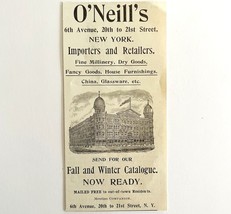 O'Neill's
6th Avenue, 20th to 21st Street,
NEW YORK.
Importers and Retailers.
Fine Millinery, Dry Goods,
Fancy Goods, House Furnishings,
China, Glassware, etc.
SEND FOR OUR
Fall and Winter Catalogue.
NOW READY.
MAILED FREE to out-of-town Residents.
6th Avenue, 20th to 21st Street, N. Y.